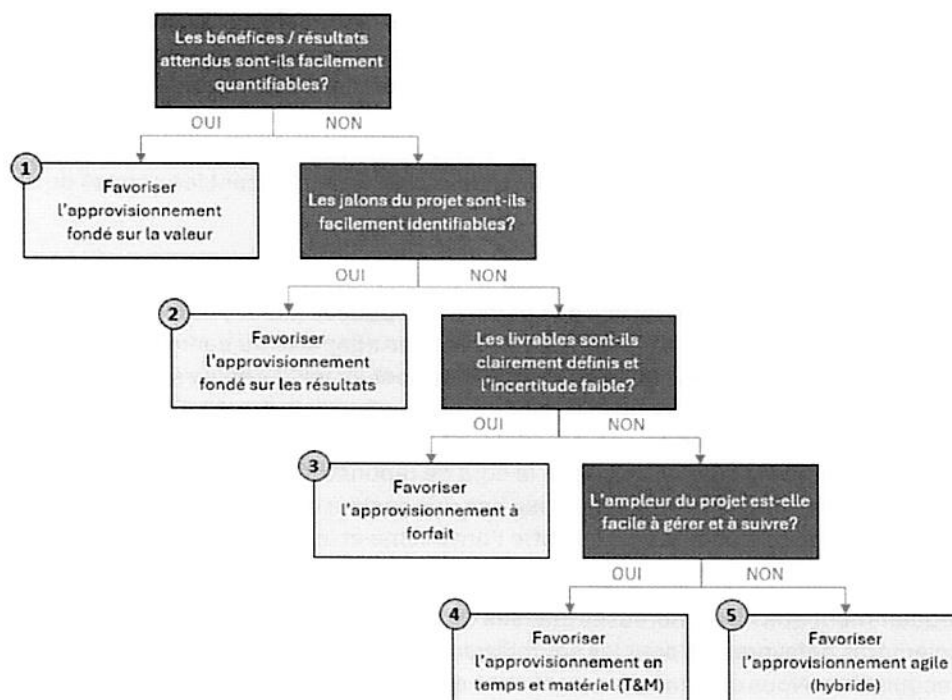 Les bénéfices / résultats
attendus sont-ils facilement
quantifiables?
OUI
NON
1
Favoriser
l'approvisionnement
fondé sur la valeur
Les jalons du projet sont-ils
facilement identifiables?
OUI
NON
2
Favoriser
l'approvisionnement
fondé sur les résultats
Les livrables sont-ils
clairement définis et
l'incertitude faible?
OUI
NON
3
Favoriser
l'approvisionnement à
forfait
L'ampleur du projet est-elle
facile à gérer et à suivre?
OUI
NON
4
Favoriser
l'approvisionnement en
temps et matériel (T&M)
5
Favoriser
l'approvisionnement agile
(hybride)